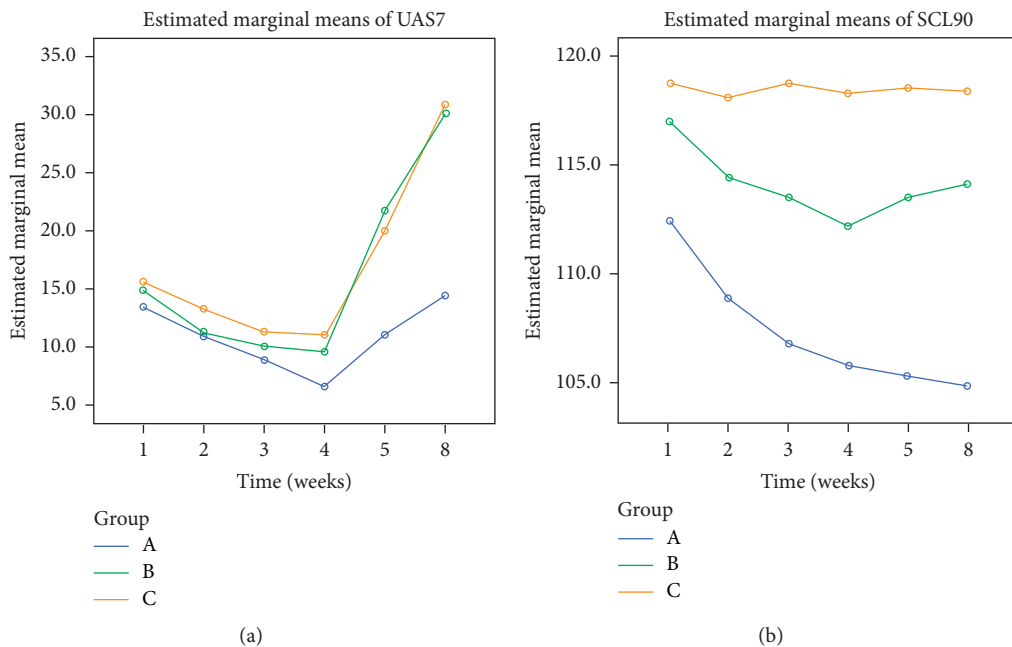 Estimated marginal means of UAS7
35.0
30.0
25.0
20.0
15.0
10.0
5.0
Estimated marginal mean
1 2 3 4 5 8
Time (weeks)
Group
A
B
C
(a)
Estimated marginal means of SCL90
120.0
115.0
110.0
105.0
Estimated marginal mean
1 2 3 4 5 8
Time (weeks)
Group
A
B
C
(b)